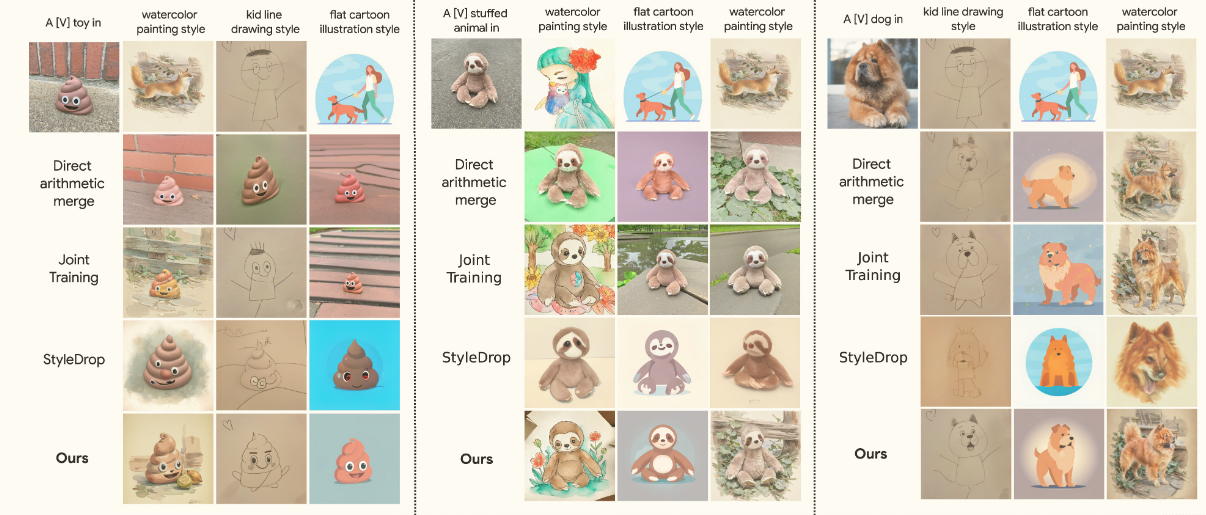 A [V] toy in
watercolor
painting style
kid line
drawing style
flat cartoon
illustration style
Direct
arithmetic
merge
Joint
Training
StyleDrop
Ours
A [V] stuffed
animal in
watercolor
painting style
flat cartoon
illustration style
watercolor
painting style
Direct
arithmetic
merge
Joint
Training
StyleDrop
Ours
A [V] dog in
kid line drawing
style
flat cartoon
illustration style
watercolor
painting style
Direct
arithmetic
merge
Joint
Training
StyleDrop
Ours